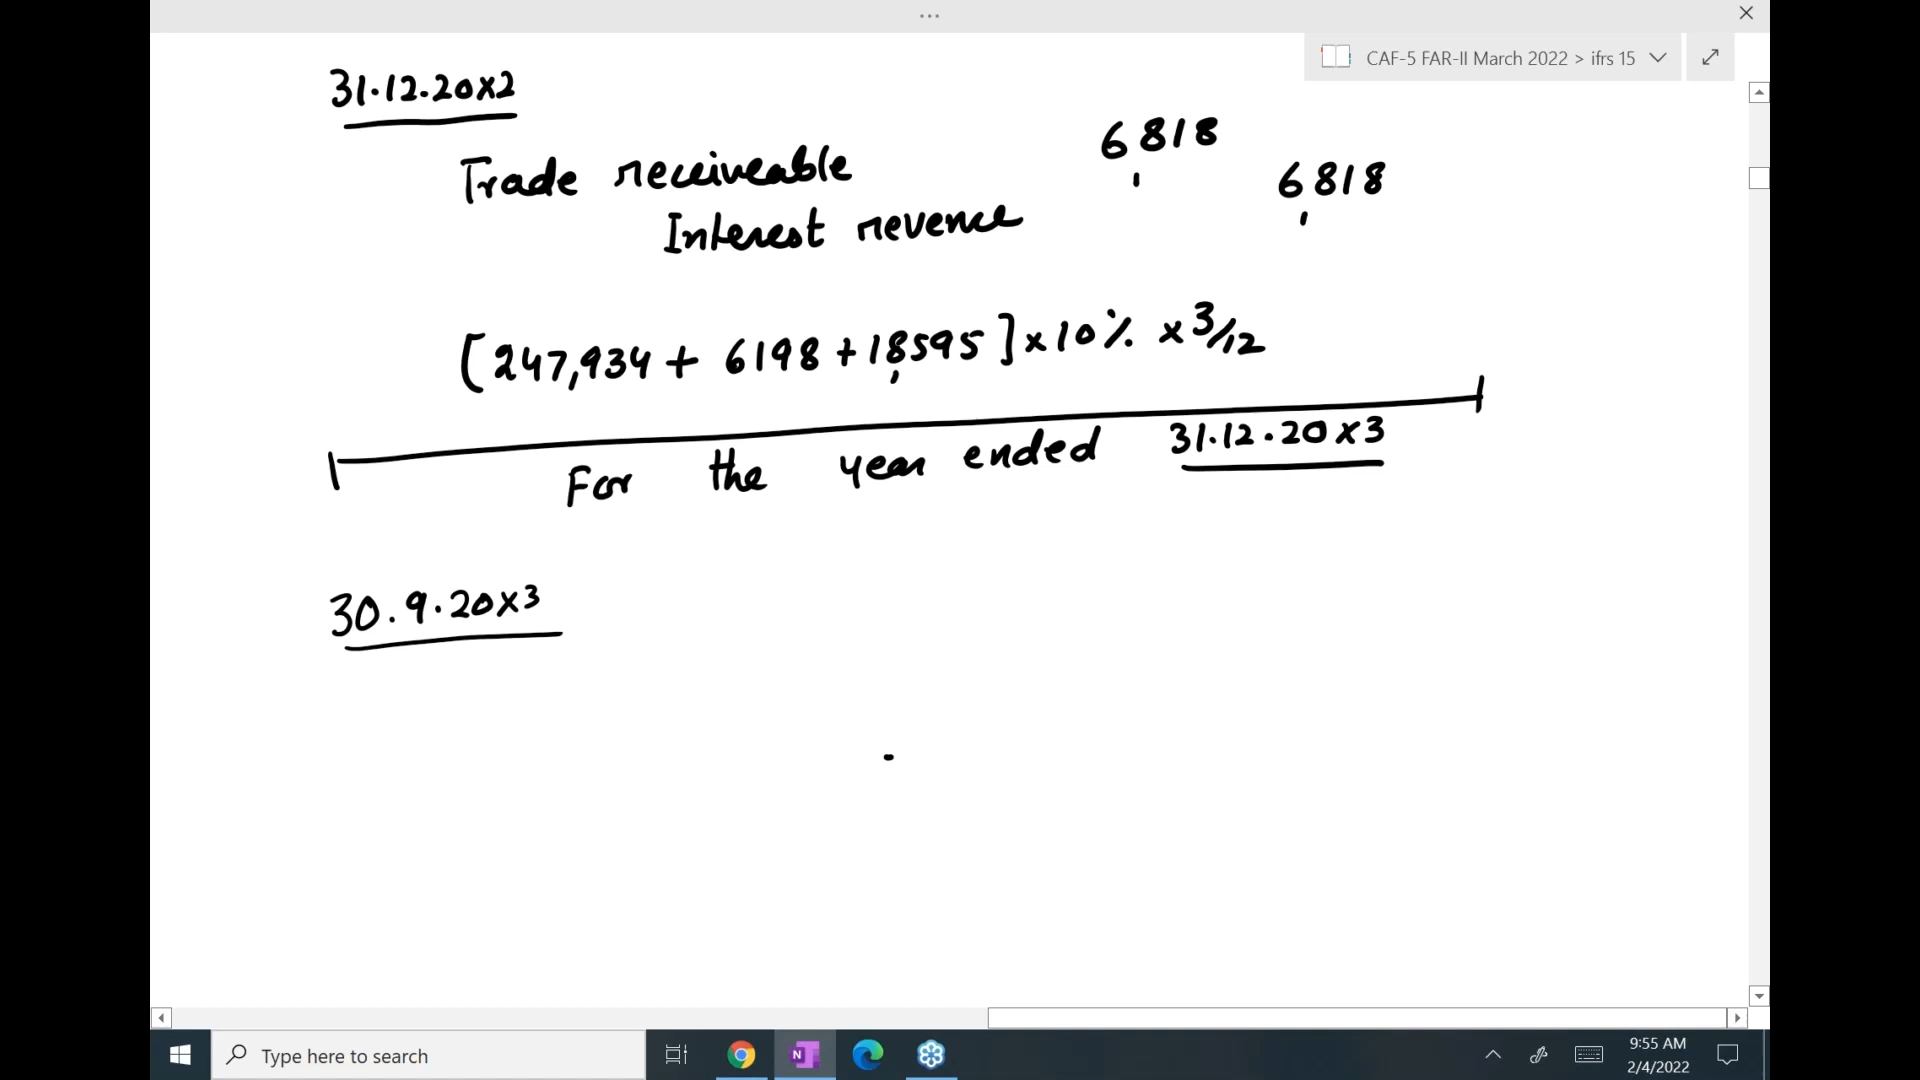 CAF-5 FAR-II March 2022 > ifrs 15
31.12.20x2
Trade receiveable 6,818
Interest revenue 6,818
[247,934 + 6198 + 18,595] x 10% x 3/12
For the year ended 31.12.20x3
30.9.20x3
Type here to search
9:55 AM
2/4/2022